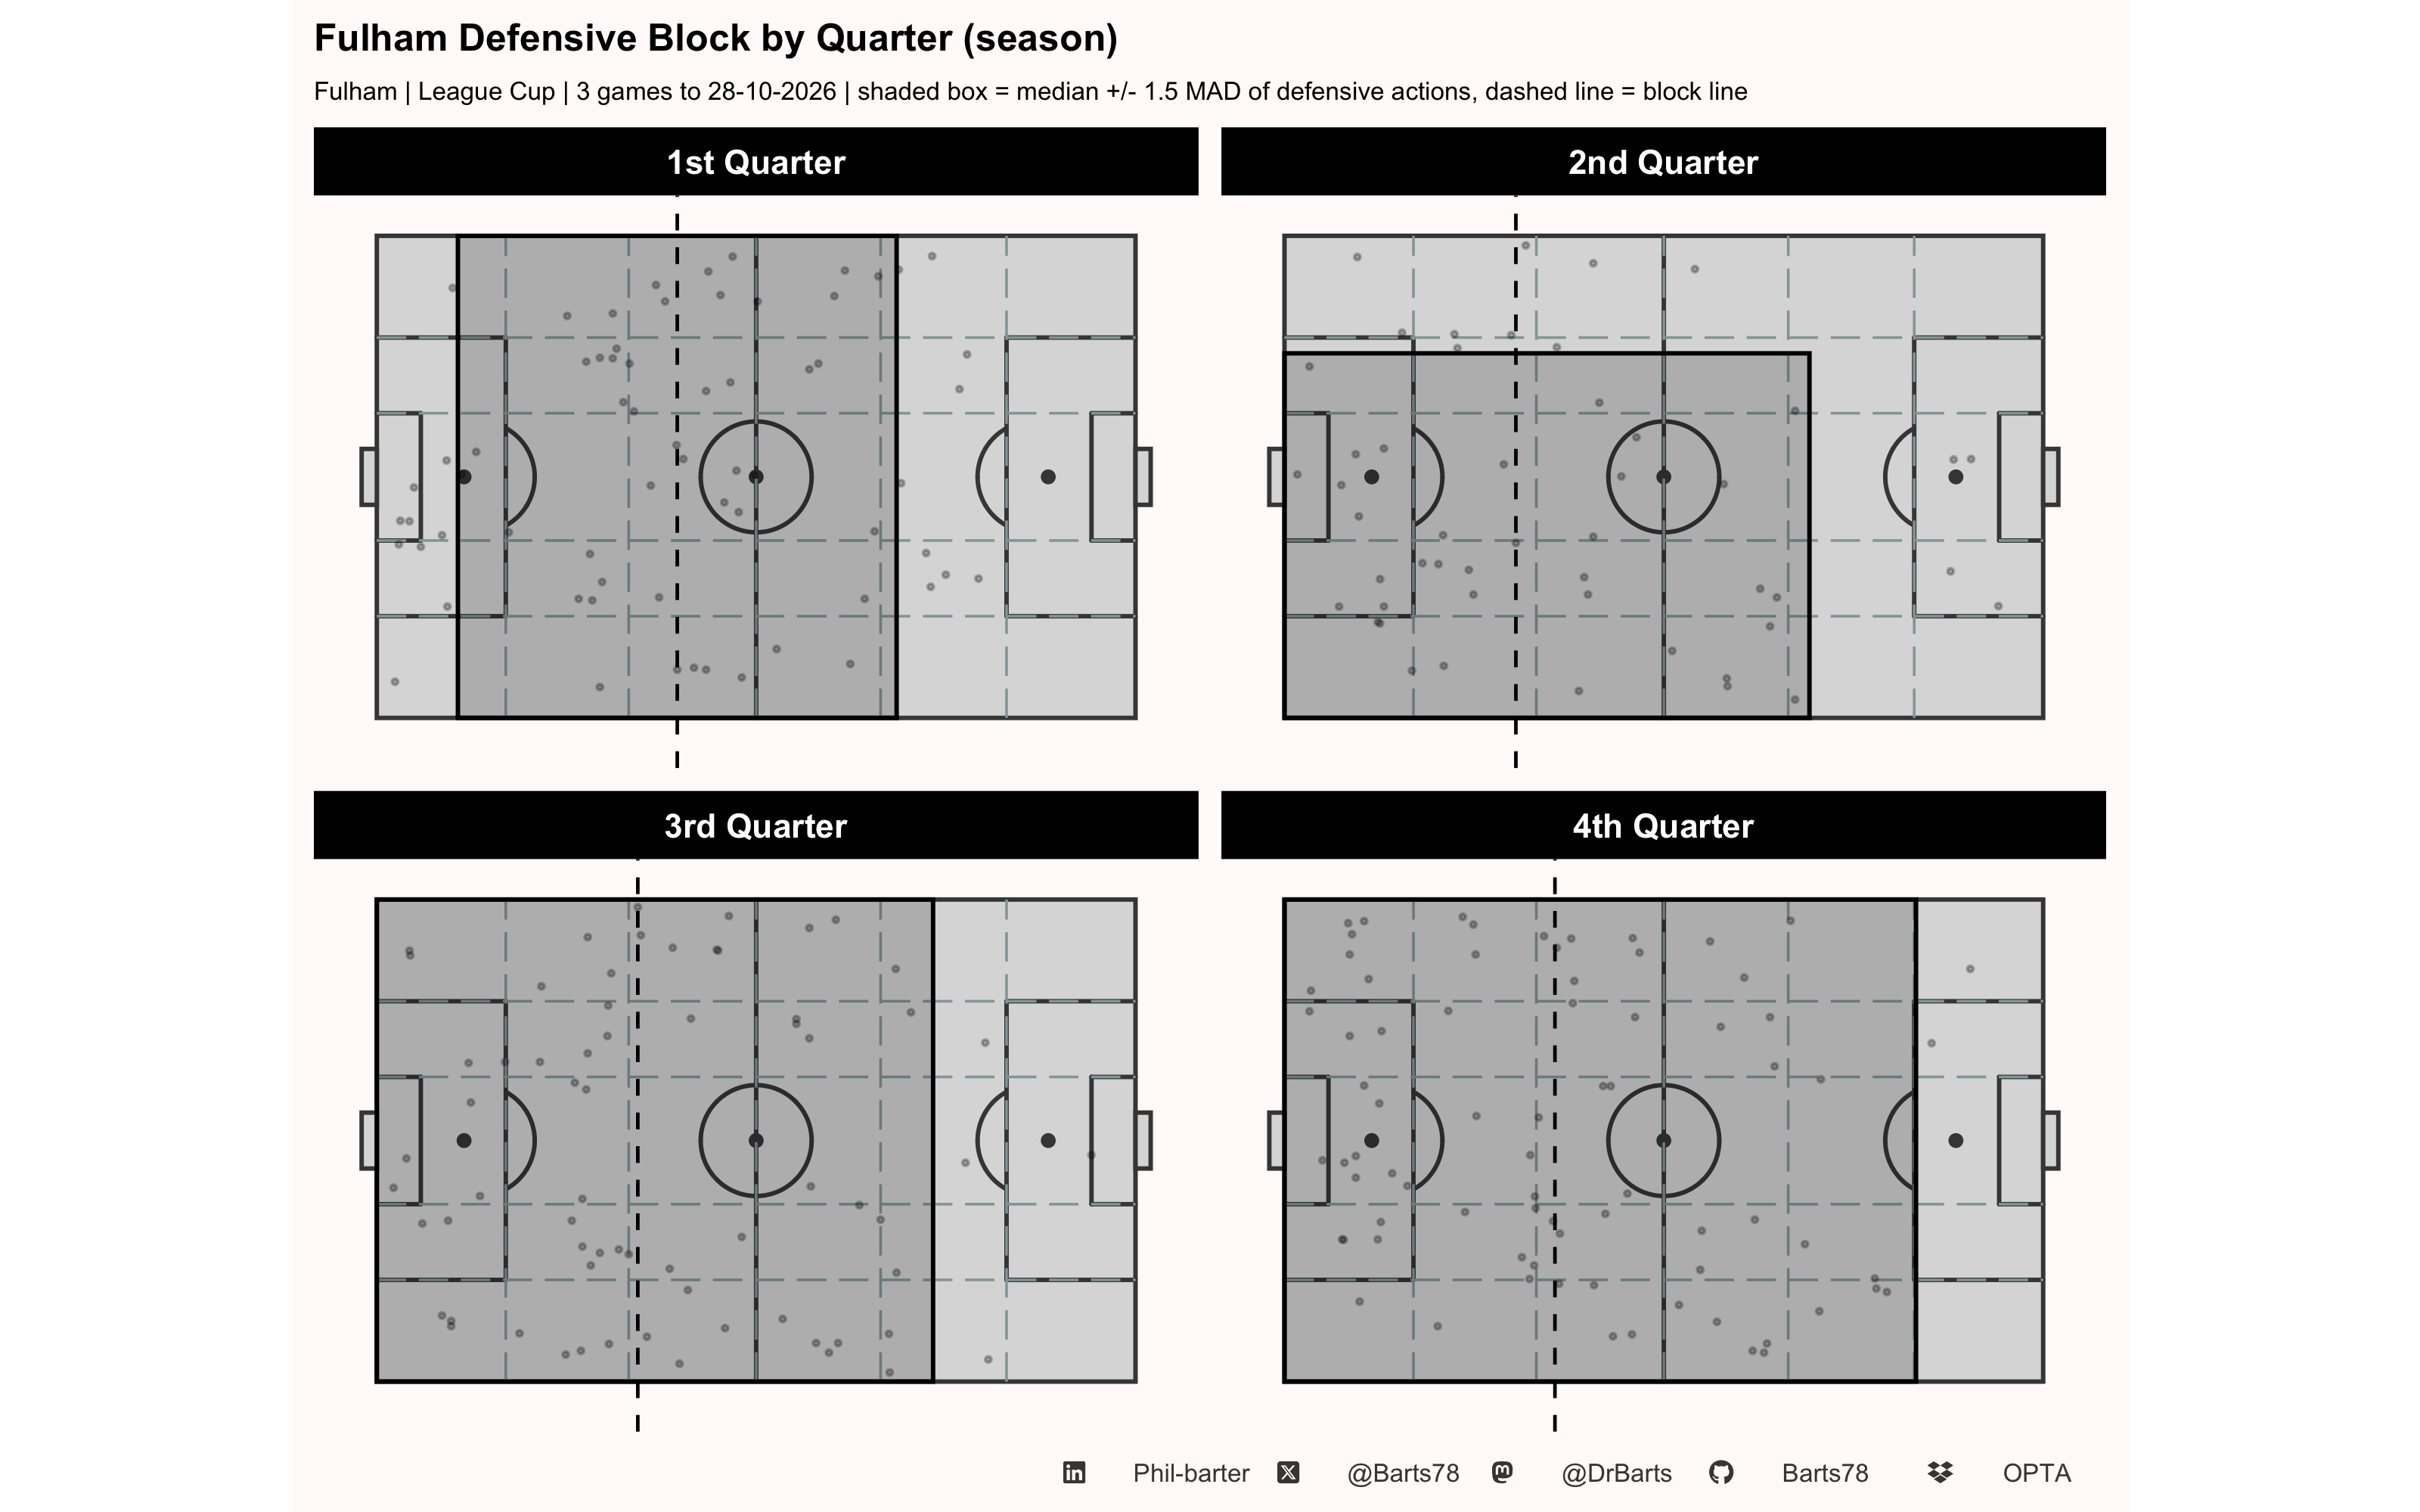 Fulham Defensive Block by Quarter (season)
Fulham | League Cup | 3 games to 28-10-2026 | shaded box = median +/- 1.5 MAD of defensive actions, dashed line = block line
1st Quarter
2nd Quarter
3rd Quarter
4th Quarter
Phil-barter @Barts78 @DrBarts Barts78 OPTA